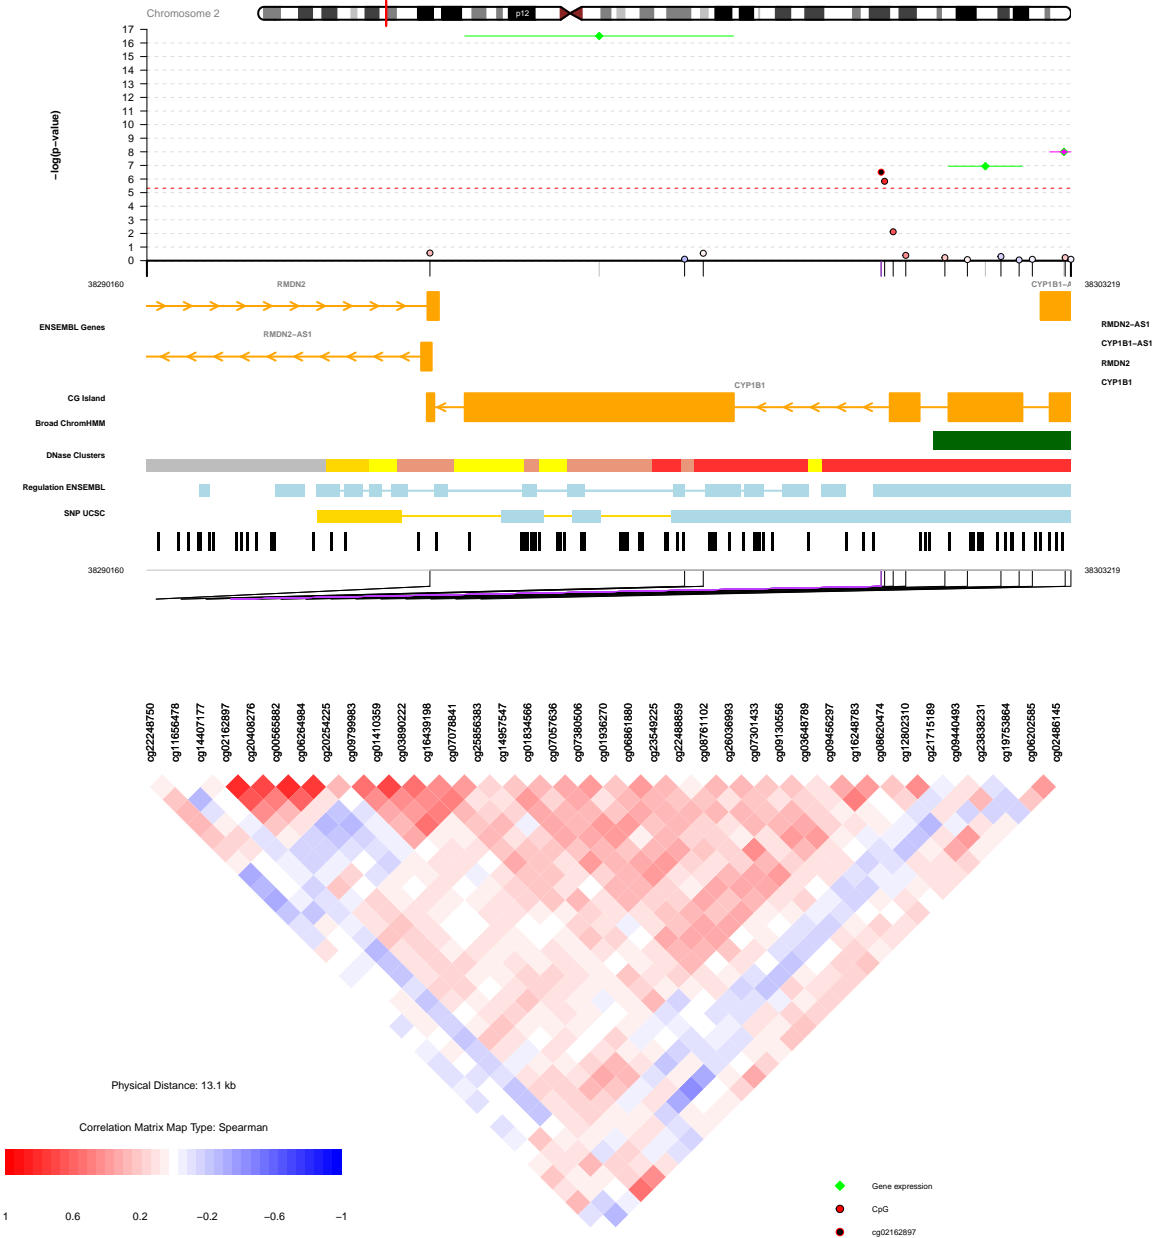 Chromosome 2
p12
−log(p−value)
17
16
15
14
13
12
11
10
9
8
7
6
5
4
3
2
1
0
38290160
38303219
RMDN2
CYP1B1−A
ENSEMBL Genes
RMDN2−AS1
RMDN2−AS1
CYP1B1−AS1
RMDN2
CYP1B1
CYP1B1
CG Island
Broad ChromHMM
DNase Clusters
Regulation ENSEMBL
SNP UCSC
38290160
38303219
cg22248750
cg11656478
cg14407177
cg02162897
cg20408276
cg00565882
cg06264984
cg20254225
cg09799983
cg01410359
cg03890222
cg16439198
cg07078841
cg25856383
cg14957547
cg01834566
cg07057636
cg07380506
cg01936270
cg06861880
cg23549225
cg22488859
cg08761102
cg26036993
cg07301433
cg09130556
cg03648789
cg09456297
cg16248783
cg08620474
cg12802310
cg21715189
cg09440493
cg23838231
cg19753864
cg06202585
cg02486145
Physical Distance: 13.1 kb
Correlation Matrix Map Type: Spearman
1
0.6
0.2
−0.2
−0.6
−1
Gene expression
CpG
cg02162897